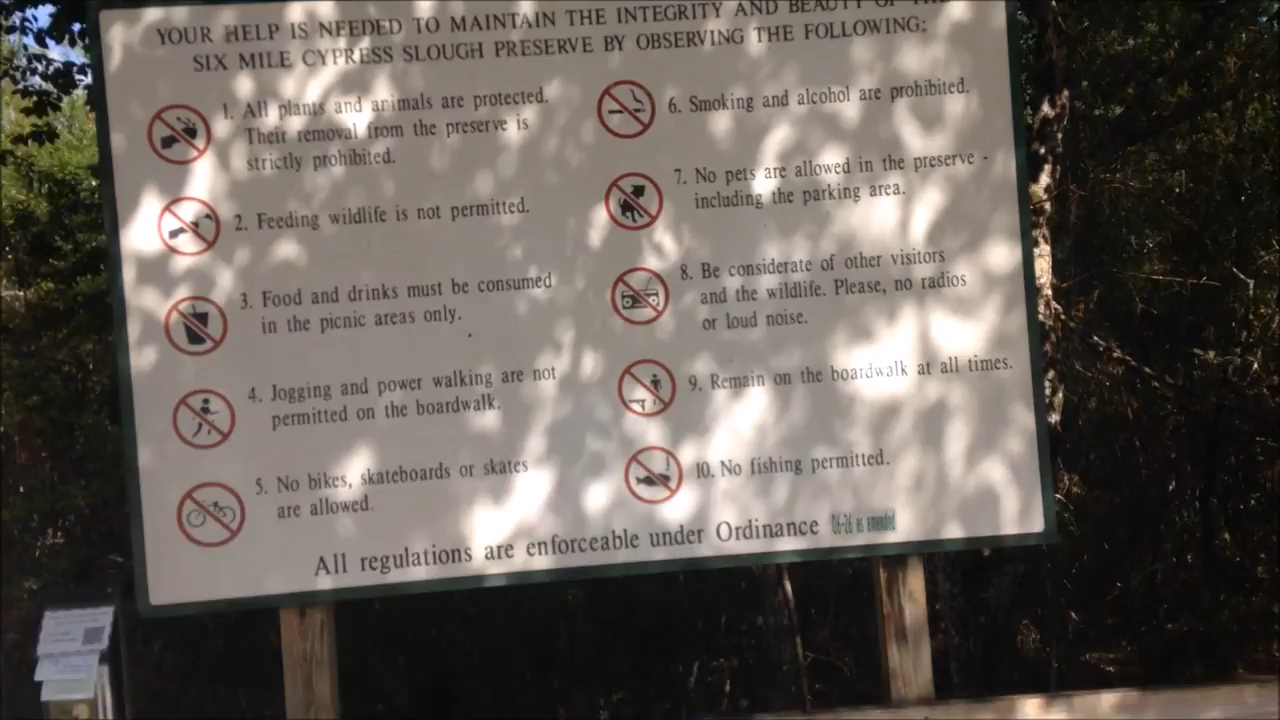 YOUR HELP IS NEEDED TO MAINTAIN THE INTEGRITY AND BEAUTY OF THE
SIX MILE CYPRESS SLOUGH PRESERVE BY OBSERVING THE FOLLOWING:
1. All plants and animals are protected.
Their removal from the preserve is
strictly prohibited.
2. Feeding wildlife is not permitted.
3. Food and drinks must be consumed
in the picnic areas only.
4. Jogging and power walking are not
permitted on the boardwalk.
5. No bikes, skateboards or skates
are allowed.
6. Smoking and alcohol are prohibited.
7. No pets are allowed in the preserve -
including the parking area.
8. Be considerate of other visitors
and the wildlife. Please, no radios
or loud noise.
9. Remain on the boardwalk at all times.
10. No fishing permitted.
All regulations are enforceable under Ordinance 06-26 as amended